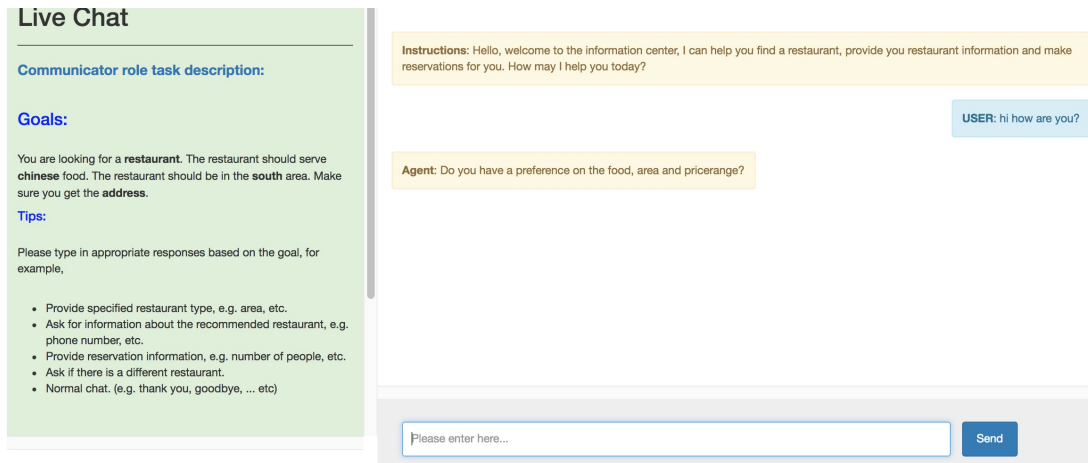 Live Chat
Communicator role task description:
Goals:
You are looking for a restaurant. The restaurant should serve
chinese food. The restaurant should be in the south area. Make
sure you get the address.
Tips:
Please type in appropriate responses based on the goal, for
example,
• Provide specified restaurant type, e.g. area, etc.
• Ask for information about the recommended restaurant, e.g.
phone number, etc.
• Provide reservation information, e.g. number of people, etc.
• Ask if there is a different restaurant.
• Normal chat. (e.g. thank you, goodbye, ... etc)
Instructions: Hello, welcome to the information center, I can help you find a restaurant, provide you restaurant information and make
reservations for you. How may I help you today?
USER: hi how are you?
Agent: Do you have a preference on the food, area and pricerange?
Please enter here...
Send